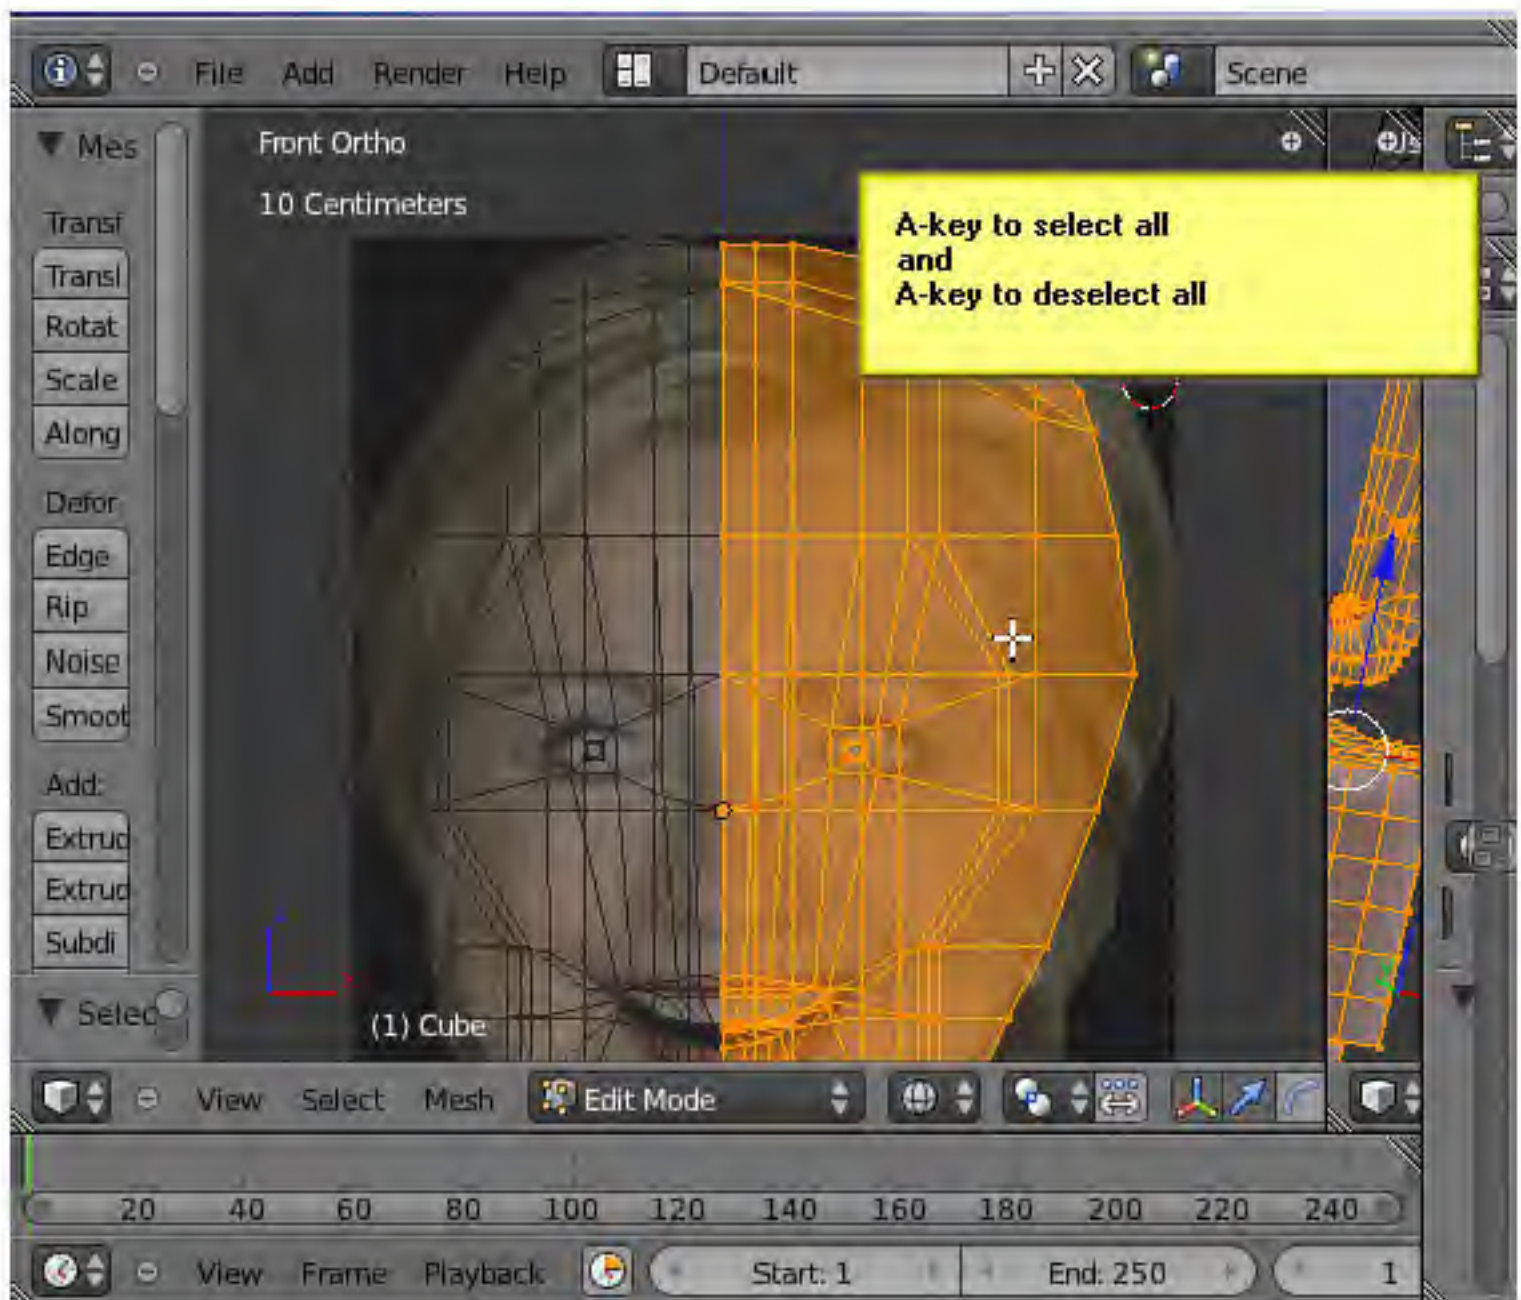 File Add Render Help Default Scene
Mes
Transf
Transl
Rotat
Scale
Along
Defor
Edge
Rip
Noise
Smoot
Add:
Extrud
Extrud
Subdi
Selec
Front Ortho
10 Centimeters
A-key to select all
and
A-key to deselect all
(1) Cube
View Select Mesh Edit Mode
20 40 60 80 100 120 140 160 180 200 220 240
View Frame Playback Start: 1 End: 250 1